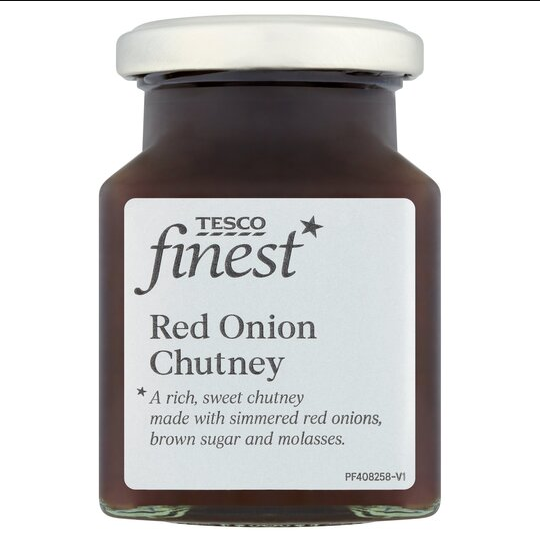 TESCO
finest*
Red Onion
Chutney
*A rich, sweet chutney
made with simmered red onions,
brown sugar and molasses.
PF408258-V1